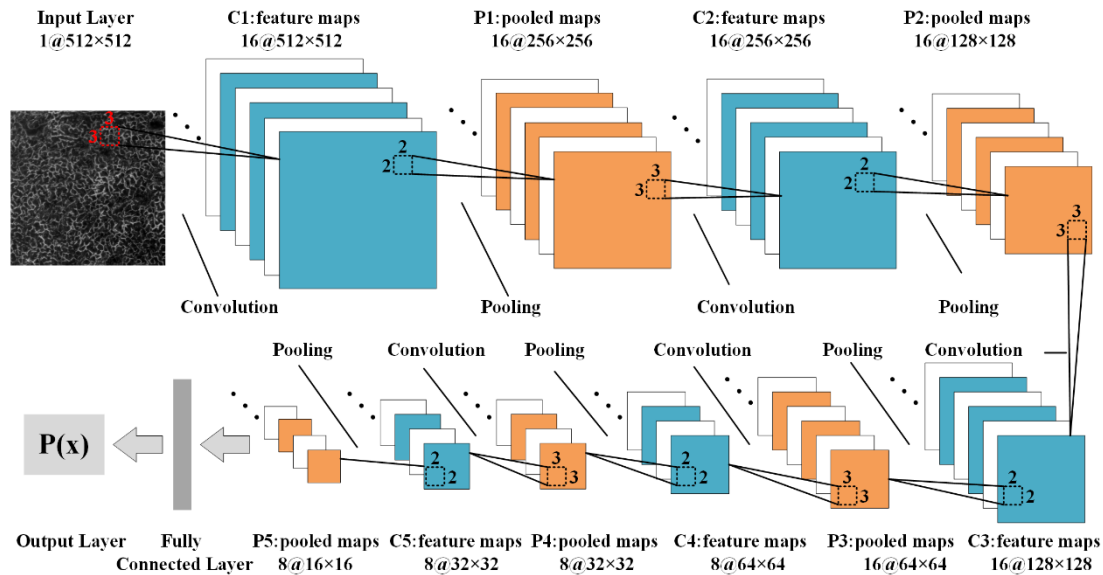 Input Layer
1@512×512
C1:feature maps
16@512×512
P1:pooled maps
16@256×256
C2:feature maps
16@256×256
P2:pooled maps
16@128×128
3
3
2
2
3
3
2
2
3
3
Convolution
Pooling
Convolution
Pooling
Pooling
Convolution
Pooling
Convolution
Pooling
Convolution
P(x)
2
2
3
3
2
2
3
3
2
2
Output Layer
Fully
Connected Layer
P5:pooled maps
8@16×16
C5:feature maps
8@32×32
P4:pooled maps
8@32×32
C4:feature maps
8@64×64
P3:pooled maps
16@64×64
C3:feature maps
16@128×128